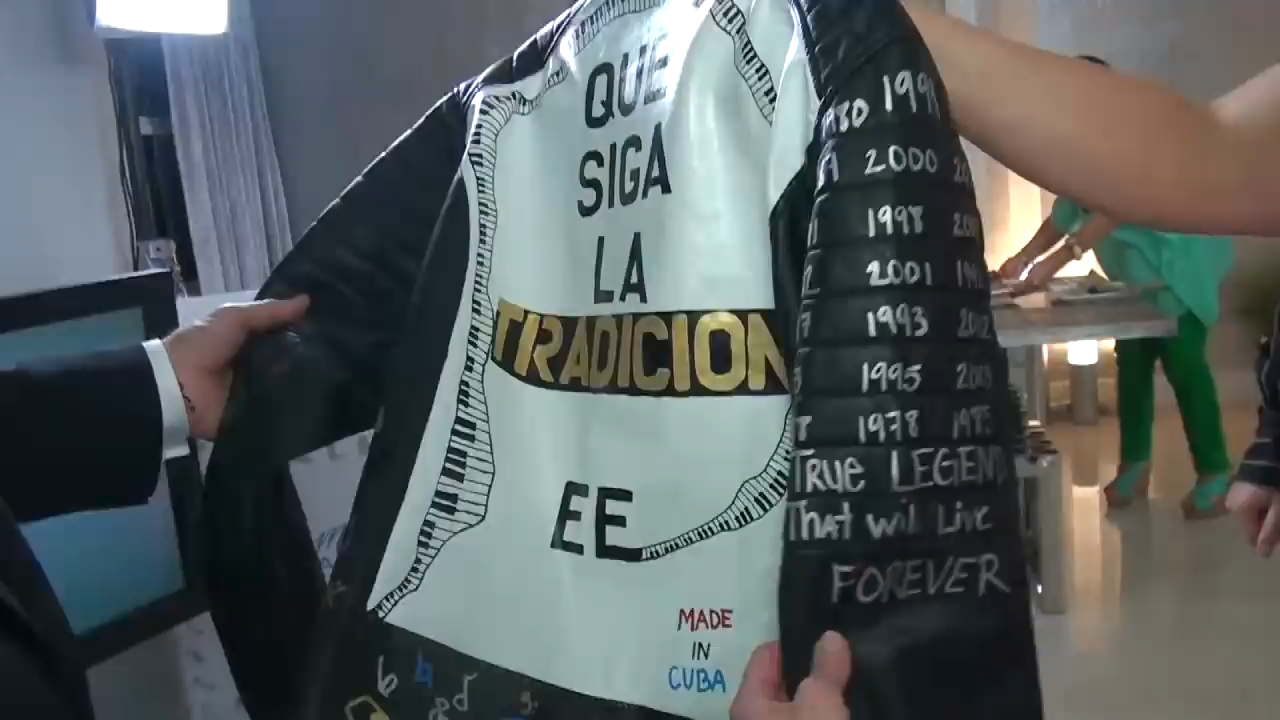 QUE
SIGA
LA
TRADICION
EE
MADE
IN
CUBA
2000
1998
2001
1993
1995
1978 1985
True LEGEND
That will Live
FOREVER